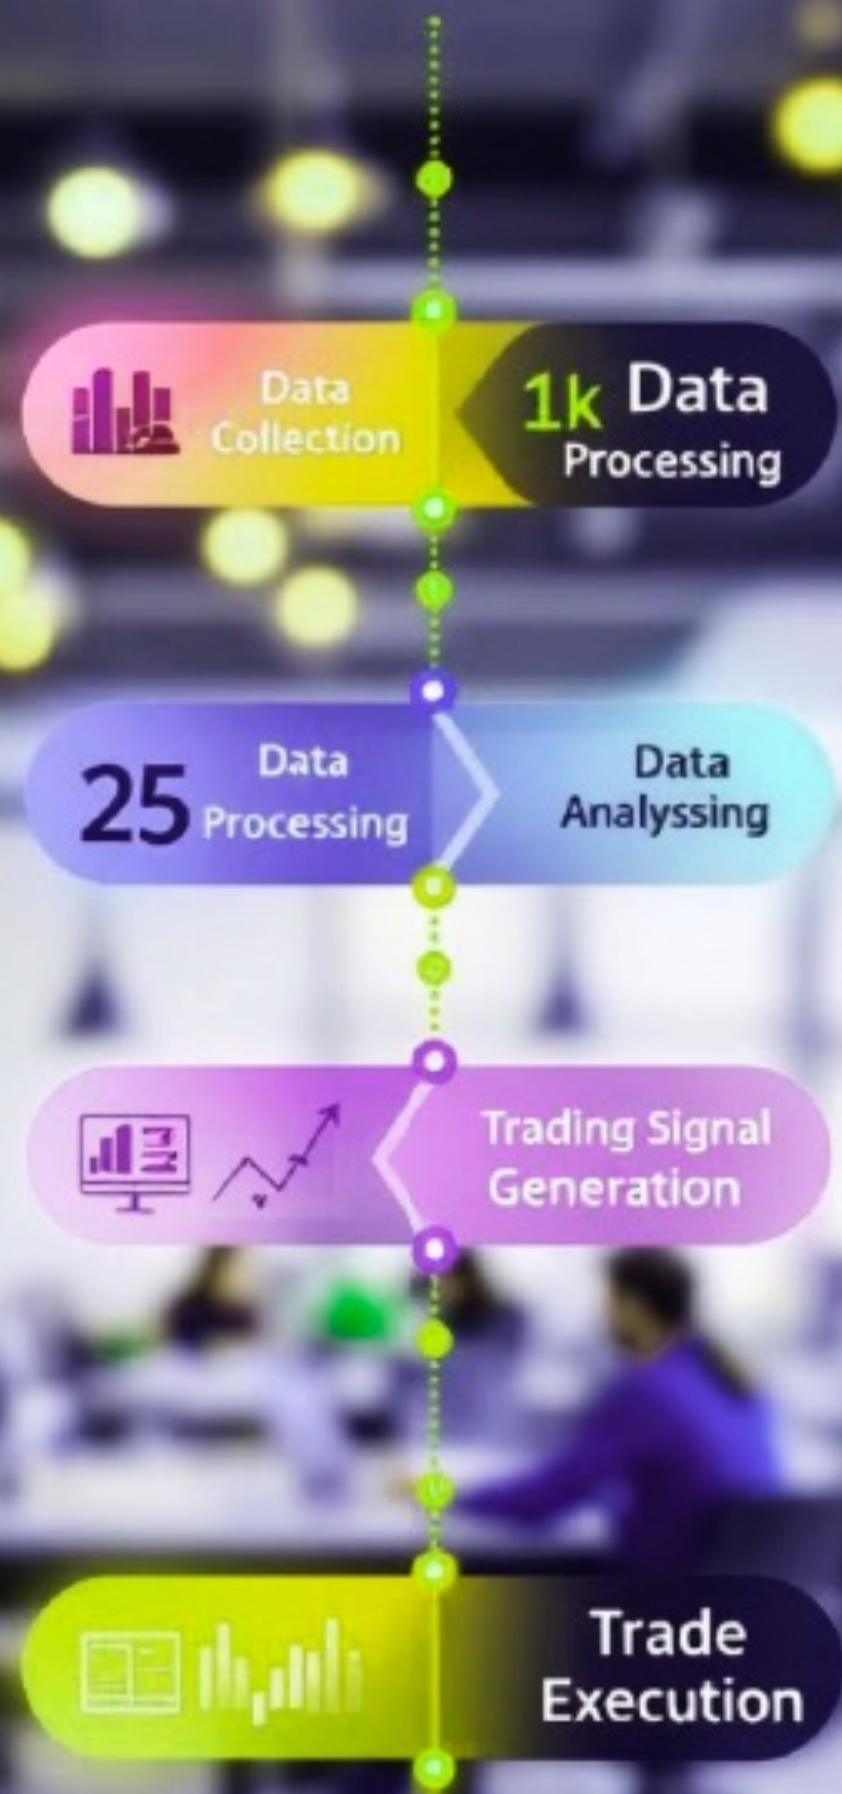 Data
Collection
1k Data
Processing
25
Data
Processing
Data
Analyssing
Trading Signal
Generation
Trade
Execution